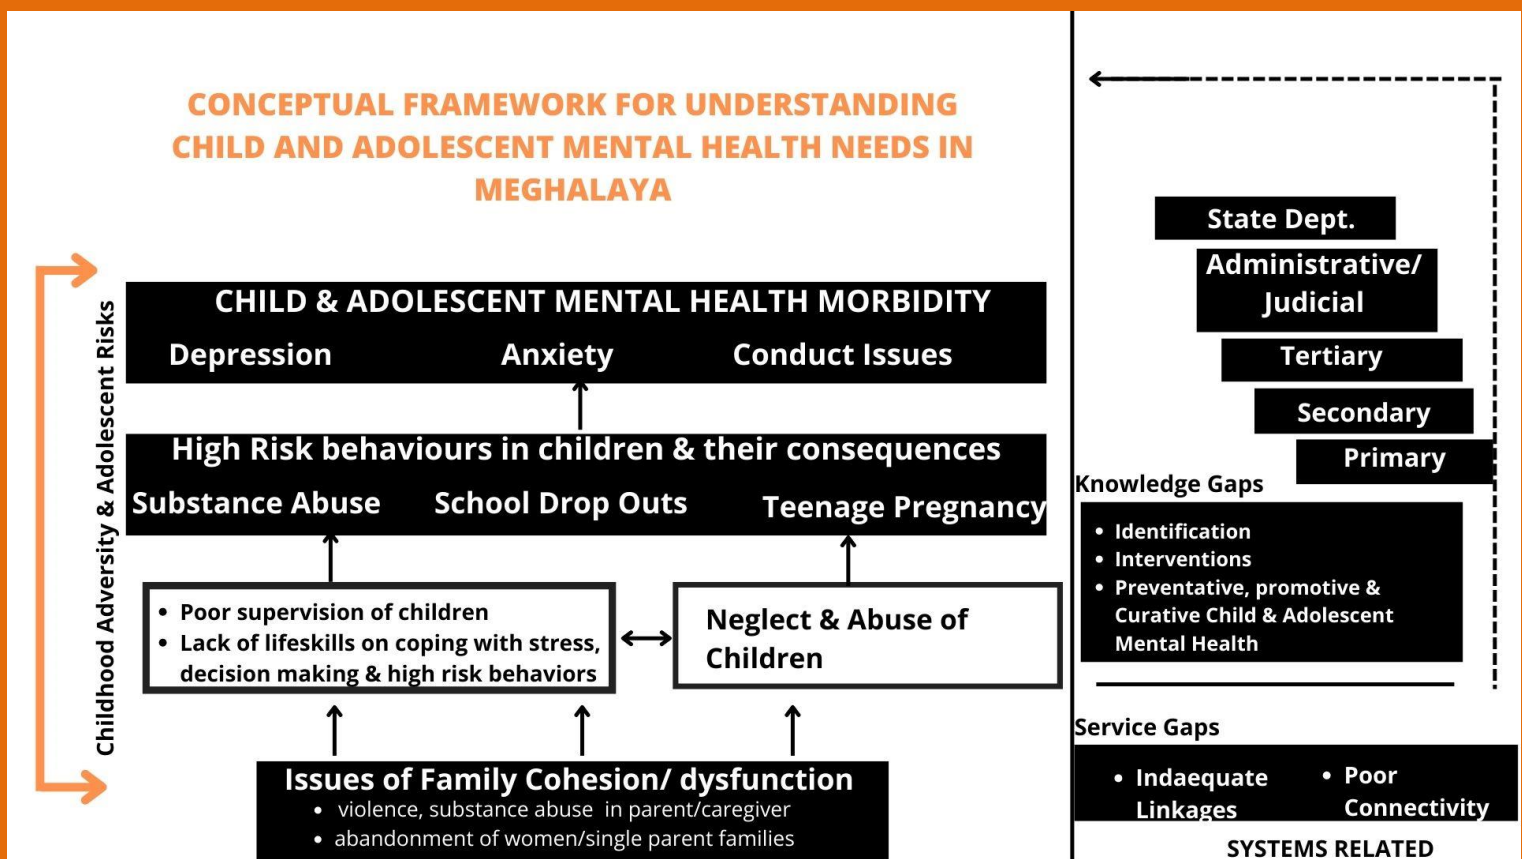 CONCEPTUAL FRAMEWORK FOR UNDERSTANDING
CHILD AND ADOLESCENT MENTAL HEALTH NEEDS IN
MEGHALAYA
Childhood Adversity & Adolescent Risks
CHILD & ADOLESCENT MENTAL HEALTH MORBIDITY
Depression Anxiety Conduct Issues
High Risk behaviours in children & their consequences
Substance Abuse School Drop Outs Teenage Pregnancy
• Poor supervision of children
• Lack of lifeskills on coping with stress,
decision making & high risk behaviors
Neglect & Abuse of
Children
Issues of Family Cohesion/ dysfunction
• violence, substance abuse in parent/caregiver
• abandonment of women/single parent families
State Dept.
Administrative/
Judicial
Tertiary
Secondary
Primary
Knowledge Gaps
• Identification
• Interventions
• Preventative, promotive &
Curative Child & Adolescent
Mental Health
Service Gaps
• Indaequate
Linkages
• Poor
Connectivity
SYSTEMS RELATED